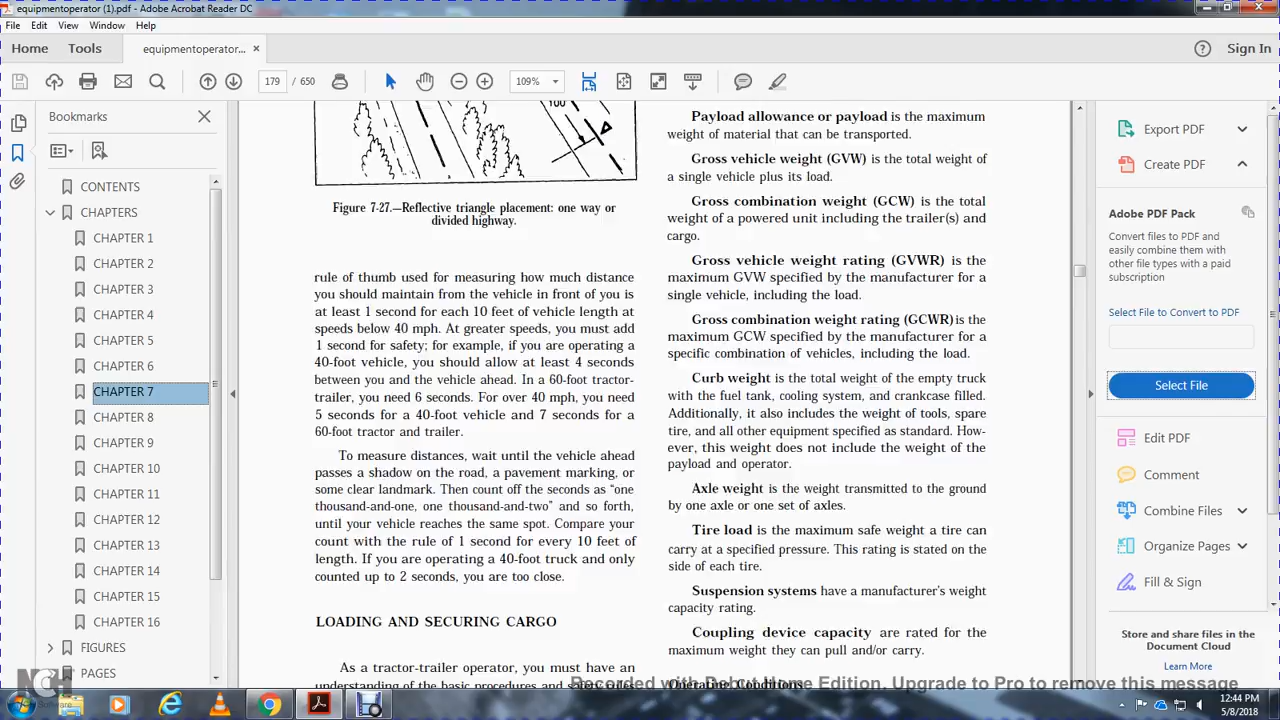 equipmentoperator (1).pdf - Adobe Acrobat Reader DC
File Edit View Window Help
Home Tools equipmentoperator... × Sign In
179 / 650 109%
Bookmarks
CONTENTS
CHAPTERS
CHAPTER 1
CHAPTER 2
CHAPTER 3
CHAPTER 4
CHAPTER 5
CHAPTER 6
CHAPTER 7
CHAPTER 8
CHAPTER 9
CHAPTER 10
CHAPTER 11
CHAPTER 12
CHAPTER 13
CHAPTER 14
CHAPTER 15
CHAPTER 16
FIGURES
PAGES
YOU
Figure 7-27.—Reflective triangle placement: one way or
divided highway.
rule of thumb used for measuring how much distance
you should maintain from the vehicle in front of you is
at least 1 second for each 10 feet of vehicle length at
speeds below 40 mph. At greater speeds, you must add
1 second for safety; for example, if you are operating a
40-foot vehicle, you should allow at least 4 seconds
between you and the vehicle ahead. In a 60-foot tractor-
trailer, you need 6 seconds. For over 40 mph, you need
5 seconds for a 40-foot vehicle and 7 seconds for a
60-foot tractor and trailer.
To measure distances, wait until the vehicle ahead
passes a shadow on the road, a pavement marking, or
some clear landmark. Then count off the seconds as “one
thousand-and-one, one thousand-and-two” and so forth,
until your vehicle reaches the same spot. Compare your
count with the rule of 1 second for every 10 feet of
length. If you are operating a 40-foot truck and only
counted up to 2 seconds, you are too close.
LOADING AND SECURING CARGO
As a tractor-trailer operator, you must have an
understanding of the basic procedures and safety rules
Payload allowance or payload is the maximum
weight of material that can be transported.
Gross vehicle weight (GVW) is the total weight of
a single vehicle plus its load.
Gross combination weight (GCW) is the total
weight of a powered unit including the trailer(s) and
cargo.
Gross vehicle weight rating (GVWR) is the
maximum GVW specified by the manufacturer for a
single vehicle, including the load.
Gross combination weight rating (GCWR) is the
maximum GCW specified by the manufacturer for a
specific combination of vehicles, including the load.
Curb weight is the total weight of the empty truck
with the fuel tank, cooling system, and crankcase filled.
Additionally, it also includes the weight of tools, spare
tire, and all other equipment specified as standard. How-
ever, this weight does not include the weight of the
payload and operator.
Axle weight is the weight transmitted to the ground
by one axle or one set of axles.
Tire load is the maximum safe weight a tire can
carry at a specified pressure. This rating is stated on the
side of each tire.
Suspension systems have a manufacturer's weight
capacity rating.
Coupling device capacity are rated for the
maximum weight they can pull and/or carry.
Operating Conditions
Export PDF
Create PDF
Adobe PDF Pack
Convert files to PDF and
easily combine them with
other file types with a paid
subscription
Select File to Convert to PDF
Select File
Edit PDF
Comment
Combine Files
Organize Pages
Fill & Sign
Store and share files in the
Document Cloud
Learn More
NCH
Home Edition. Upgrade to Pro to remove this message
12:44 PM
5/8/2018